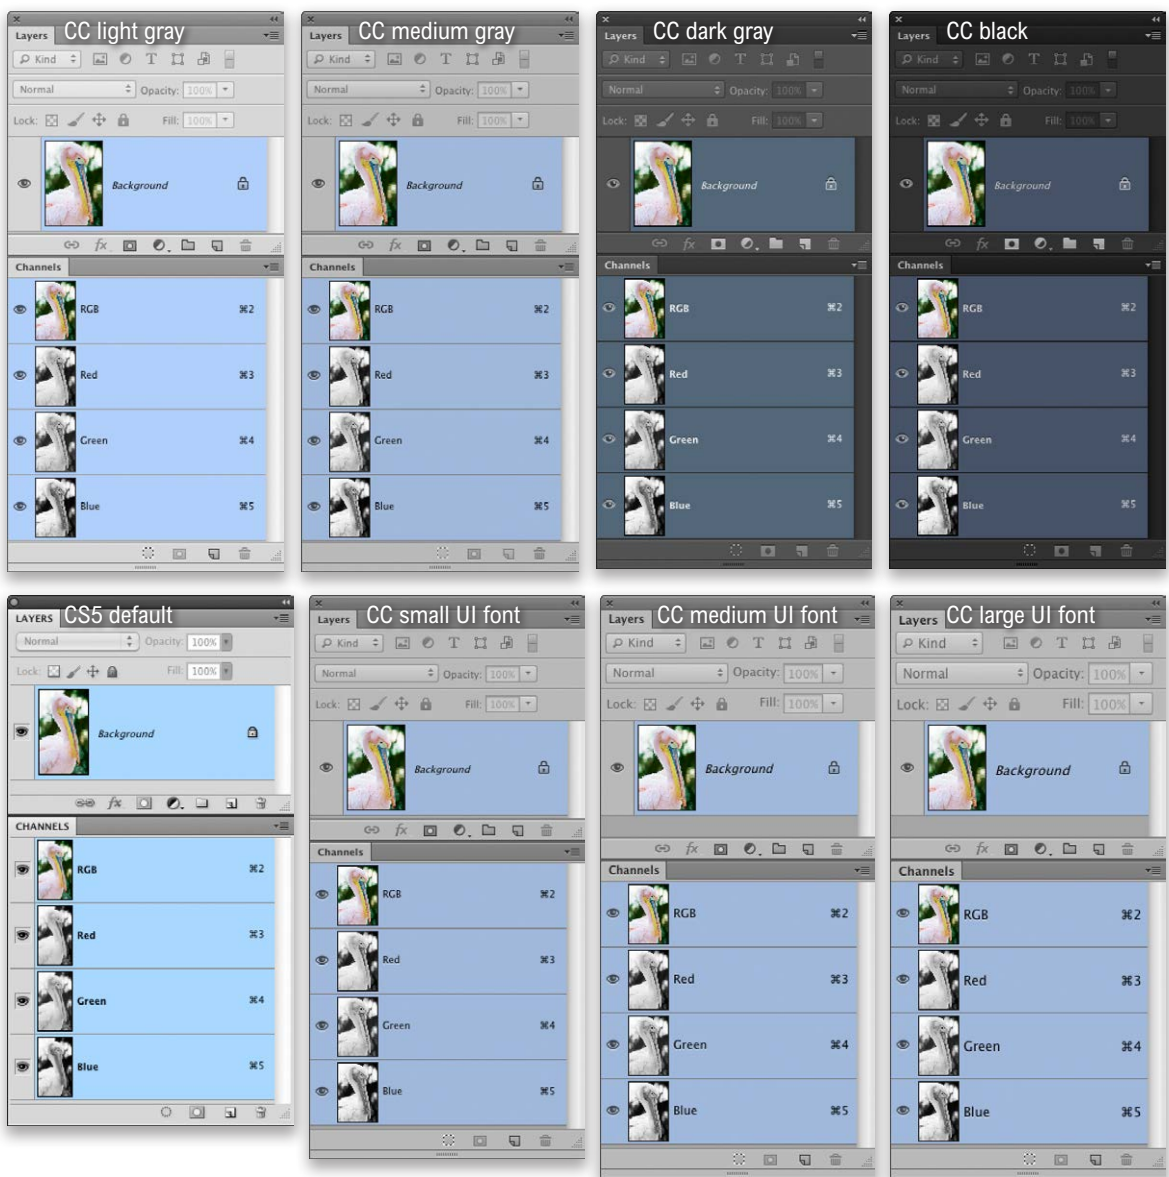 CC light gray
Layers
Kind
Normal Opacity: 100%
Lock: Fill: 100%
Background
fx
Channels
RGB ⌘2
Red ⌘3
Green ⌘4
Blue ⌘5
CC medium gray
Layers
Kind
Normal Opacity: 100%
Lock: Fill: 100%
Background
fx
Channels
RGB ⌘2
Red ⌘3
Green ⌘4
Blue ⌘5
CC dark gray
Layers
Kind
Normal Opacity: 100%
Lock: Fill: 100%
Background
fx
Channels
RGB ⌘2
Red ⌘3
Green ⌘4
Blue ⌘5
CC black
Layers
Kind
Normal Opacity: 100%
Lock: Fill: 100%
Background
fx
Channels
RGB ⌘2
Red ⌘3
Green ⌘4
Blue ⌘5
CS5 default
LAYERS
Normal Opacity: 100%
Lock: Fill: 100%
Background
fx
CHANNELS
RGB ⌘2
Red ⌘3
Green ⌘4
Blue ⌘5
CC small UI font
Layers
Kind
Normal Opacity: 100%
Lock: Fill: 100%
Background
fx
Channels
RGB ⌘2
Red ⌘3
Green ⌘4
Blue ⌘5
CC medium UI font
Layers
Kind
Normal Opacity: 100%
Lock: Fill: 100%
Background
fx
Channels
RGB ⌘2
Red ⌘3
Green ⌘4
Blue ⌘5
CC large UI font
Layers
Kind
Normal Opacity: 100%
Lock: Fill: 100%
Background
fx
Channels
RGB ⌘2
Red ⌘3
Green ⌘4
Blue ⌘5